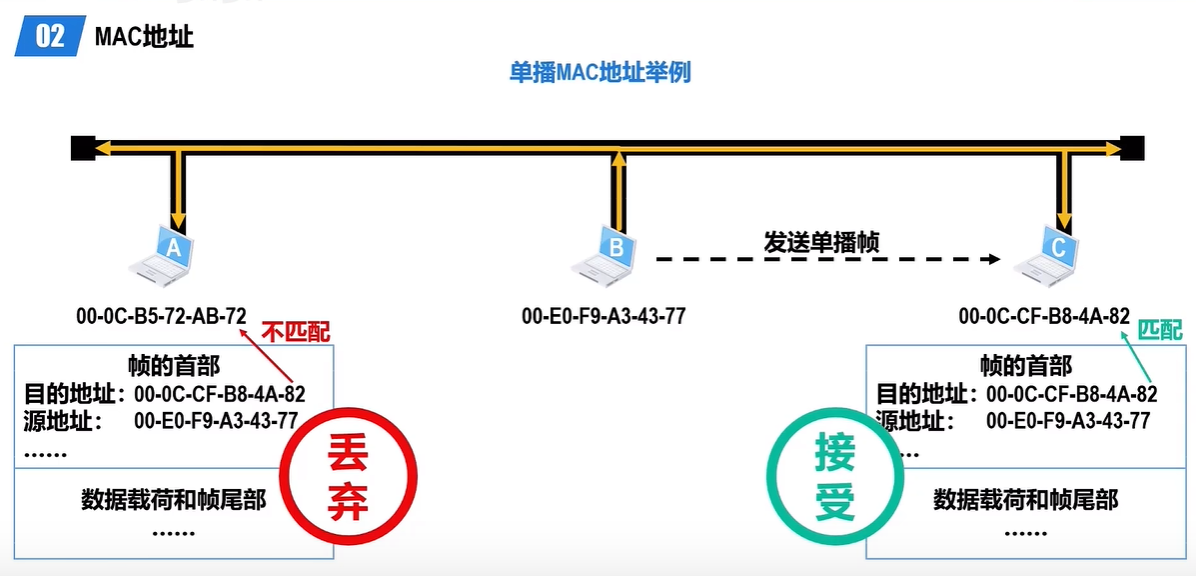 02 MAC地址
单播MAC地址举例
A
B
C
发送单播帧
00-0C-B5-72-AB-72
00-E0-F9-A3-43-77
00-0C-CF-B8-4A-82
不匹配
匹配
帧的首部
目的地址：00-0C-CF-B8-4A-82
源地址： 00-E0-F9-A3-43-77
……
数据载荷和帧尾部
……
丢
弃
接
受
帧的首部
目的地址：00-0C-CF-B8-4A-82
源地址： 00-E0-F9-A3-43-77
……
数据载荷和帧尾部
……